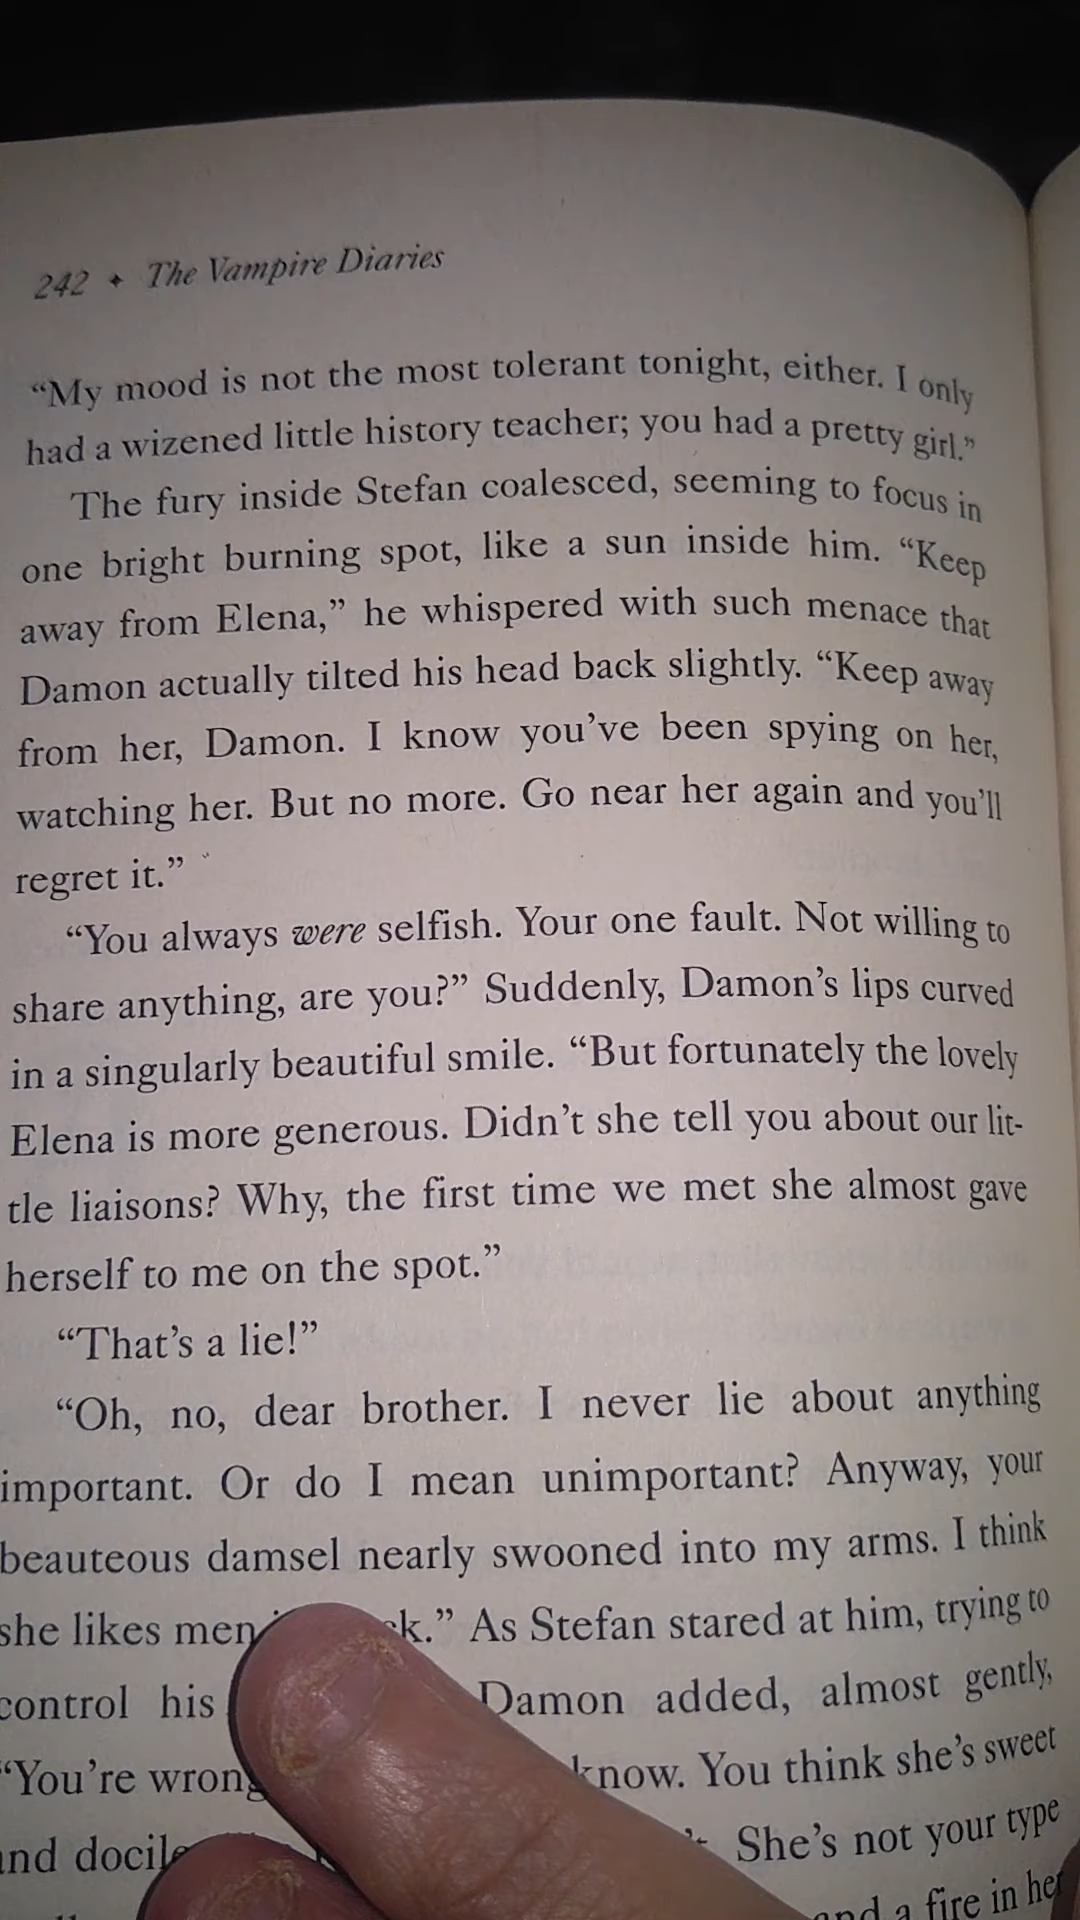 242 ✦ The Vampire Diaries
“My mood is not the most tolerant tonight, either. I only
had a wizened little history teacher; you had a pretty girl.”
The fury inside Stefan coalesced, seeming to focus in
one bright burning spot, like a sun inside him. “Keep
away from Elena,” he whispered with such menace that
Damon actually tilted his head back slightly. “Keep away
from her, Damon. I know you’ve been spying on her,
watching her. But no more. Go near her again and you’ll
regret it.”
“You always were selfish. Your one fault. Not willing to
share anything, are you?” Suddenly, Damon’s lips curved
in a singularly beautiful smile. “But fortunately the lovely
Elena is more generous. Didn’t she tell you about our lit-
tle liaisons? Why, the first time we met she almost gave
herself to me on the spot.”
“That’s a lie!”
“Oh, no, dear brother. I never lie about anything
important. Or do I mean unimportant? Anyway, your
beauteous damsel nearly swooned into my arms. I think
she likes men As Stefan stared at him, trying to
control his Damon added, almost gently,
“You’re wrong know. You think she’s sweet
and docile She’s not your type
and a fire in her